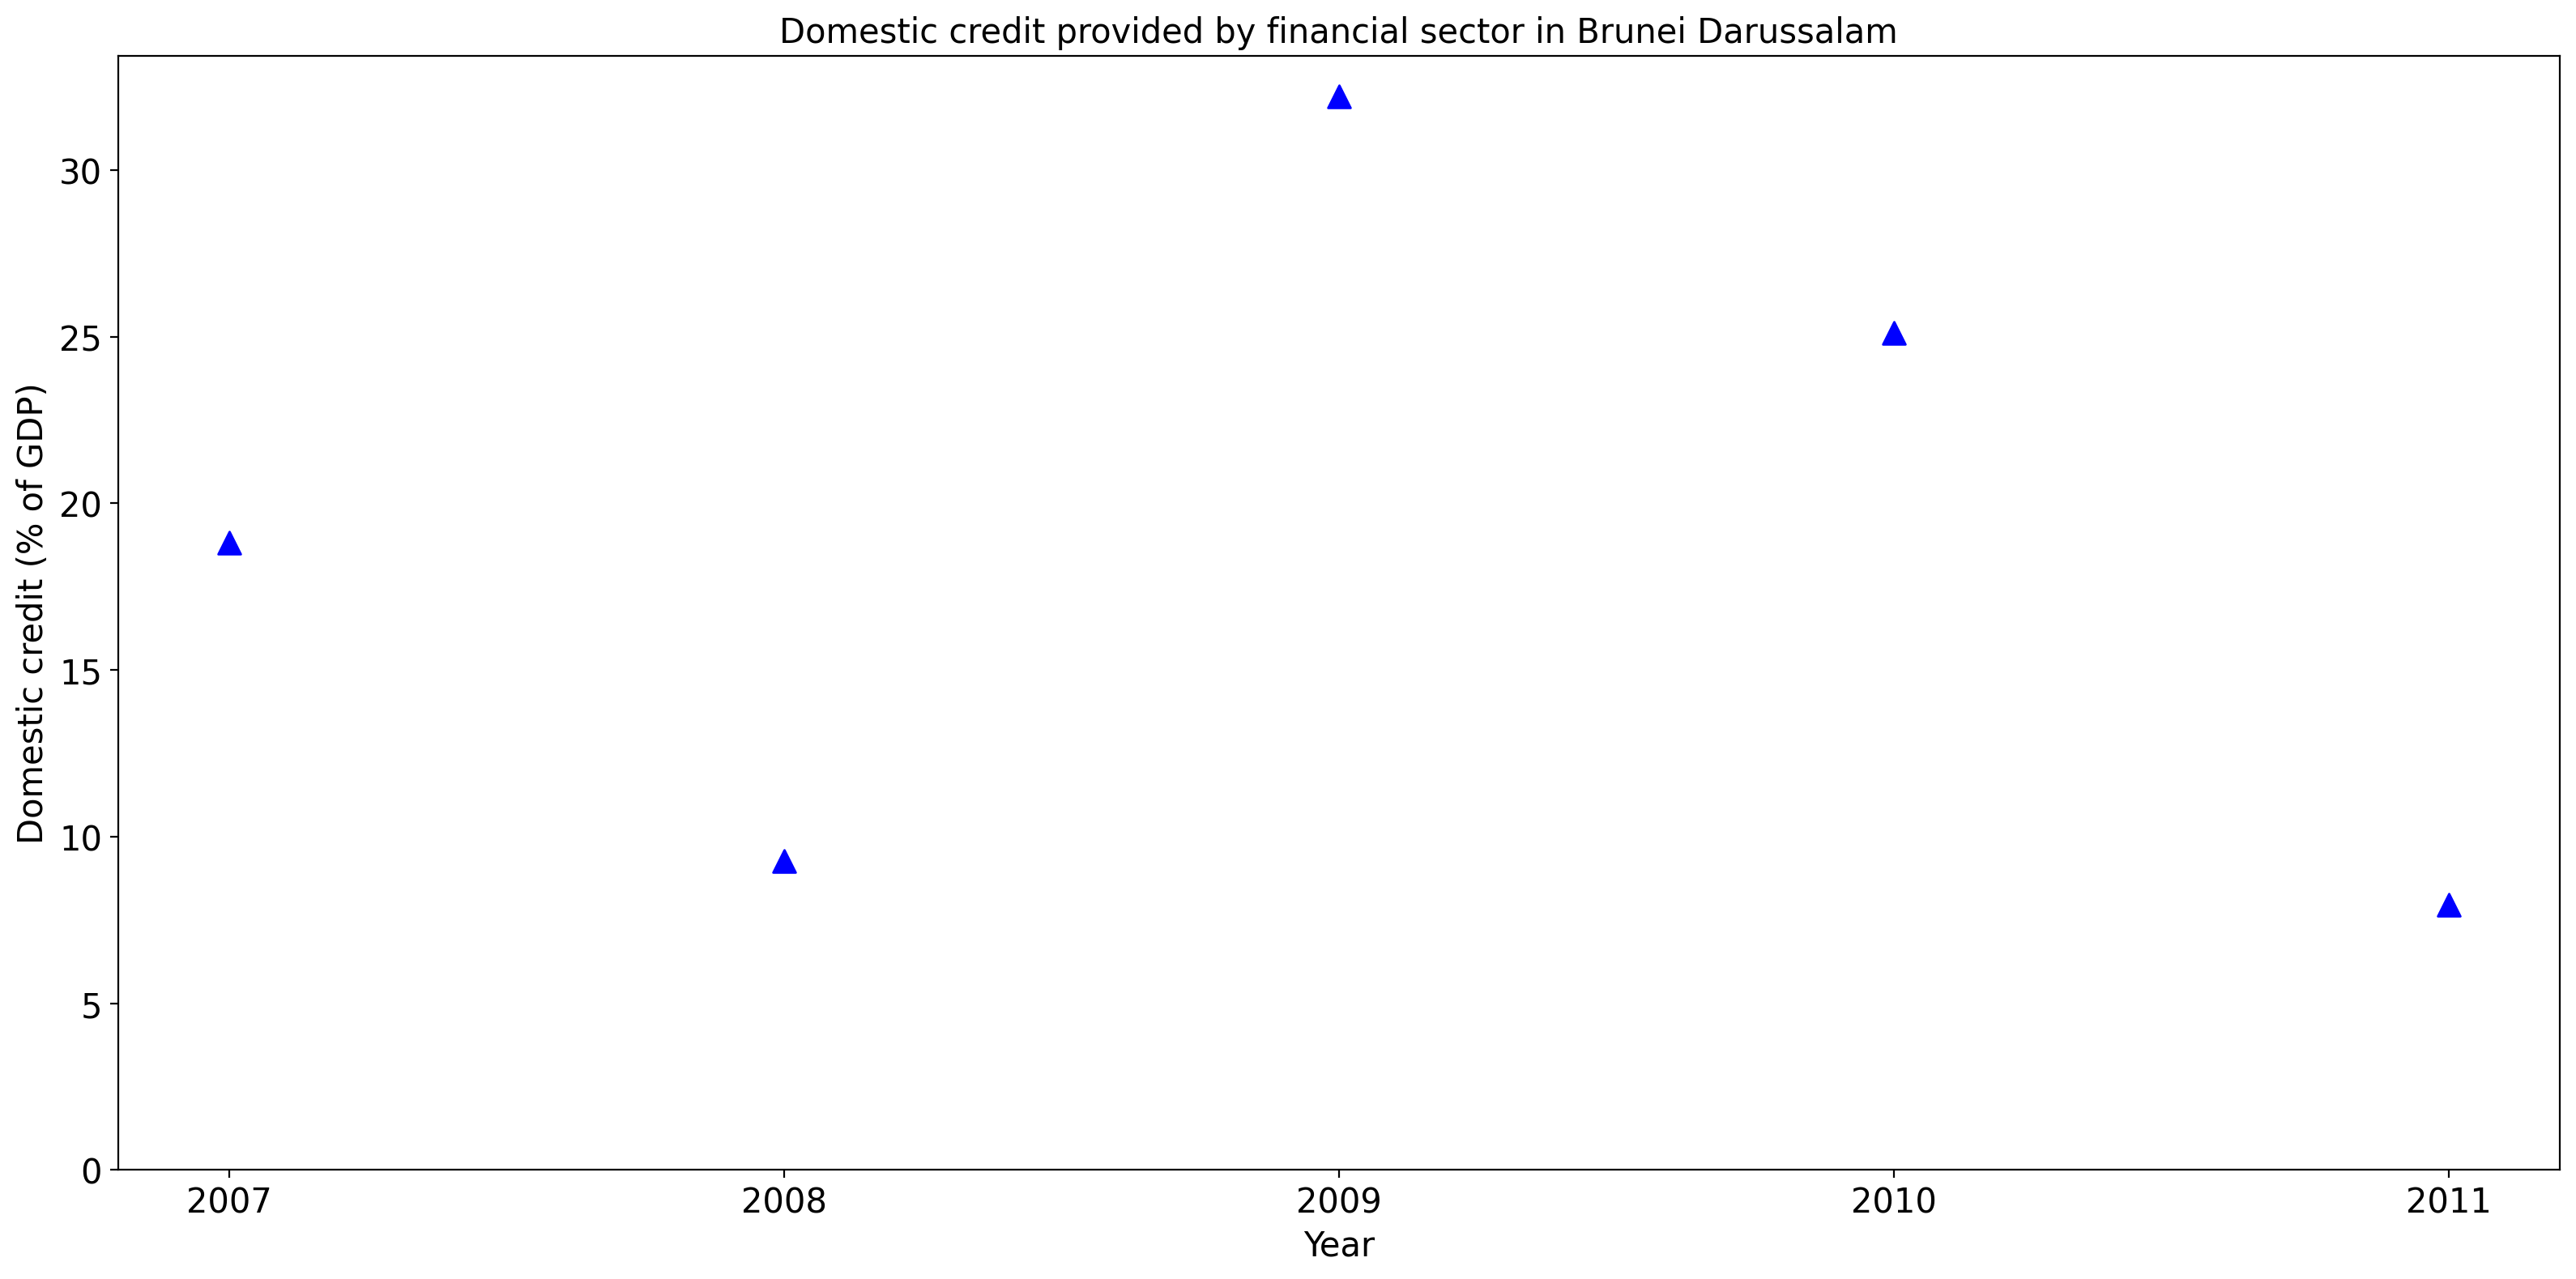 Domestic credit provided by financial sector in Brunei Darussalam
Domestic credit (% of GDP)
30
25
20
15
10
5
0
2007 2008 2009 2010 2011
Year